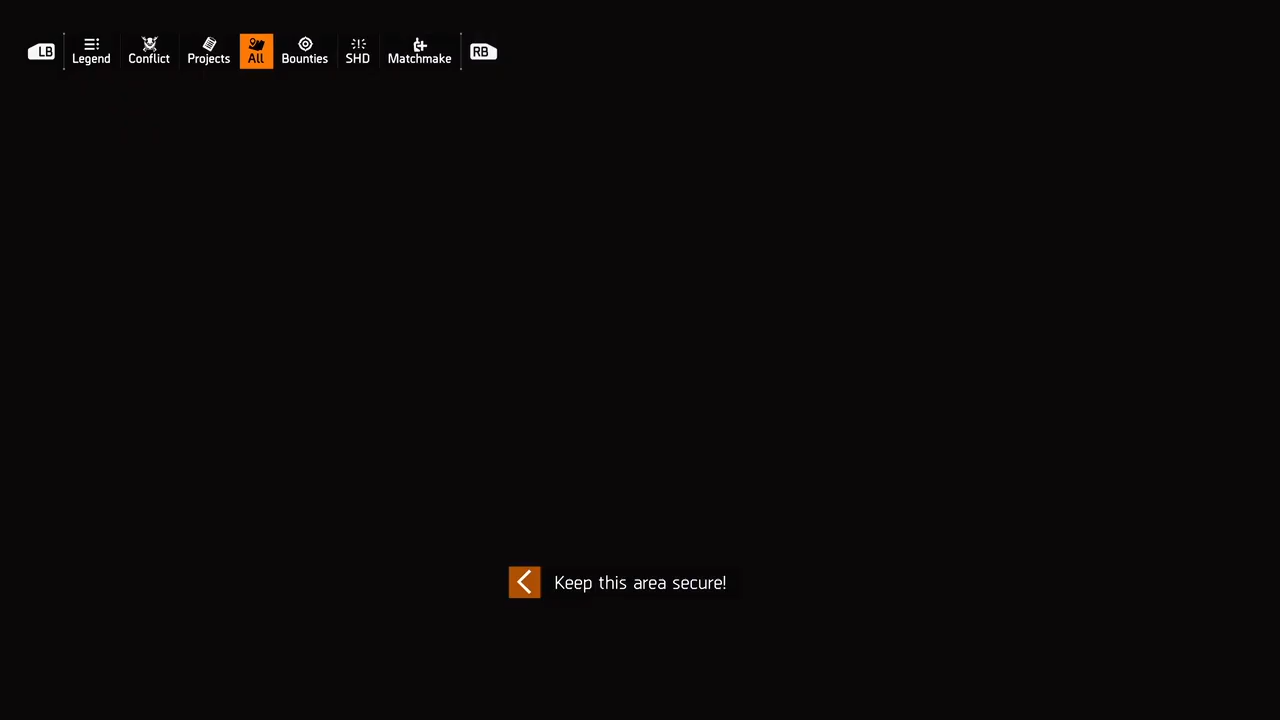 LB
Legend
Conflict
Projects
All
Bounties
SHD
Matchmake
RB
Keep this area secure!